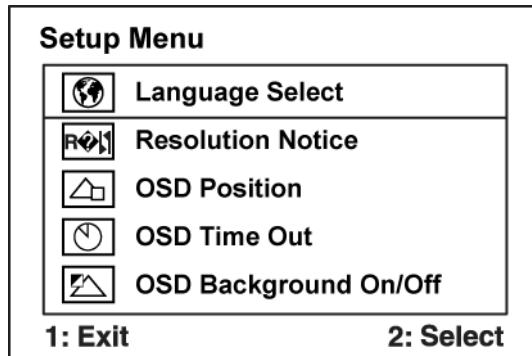 Setup Menu
Language Select
Resolution Notice
OSD Position
OSD Time Out
OSD Background On/Off
1: Exit 2: Select